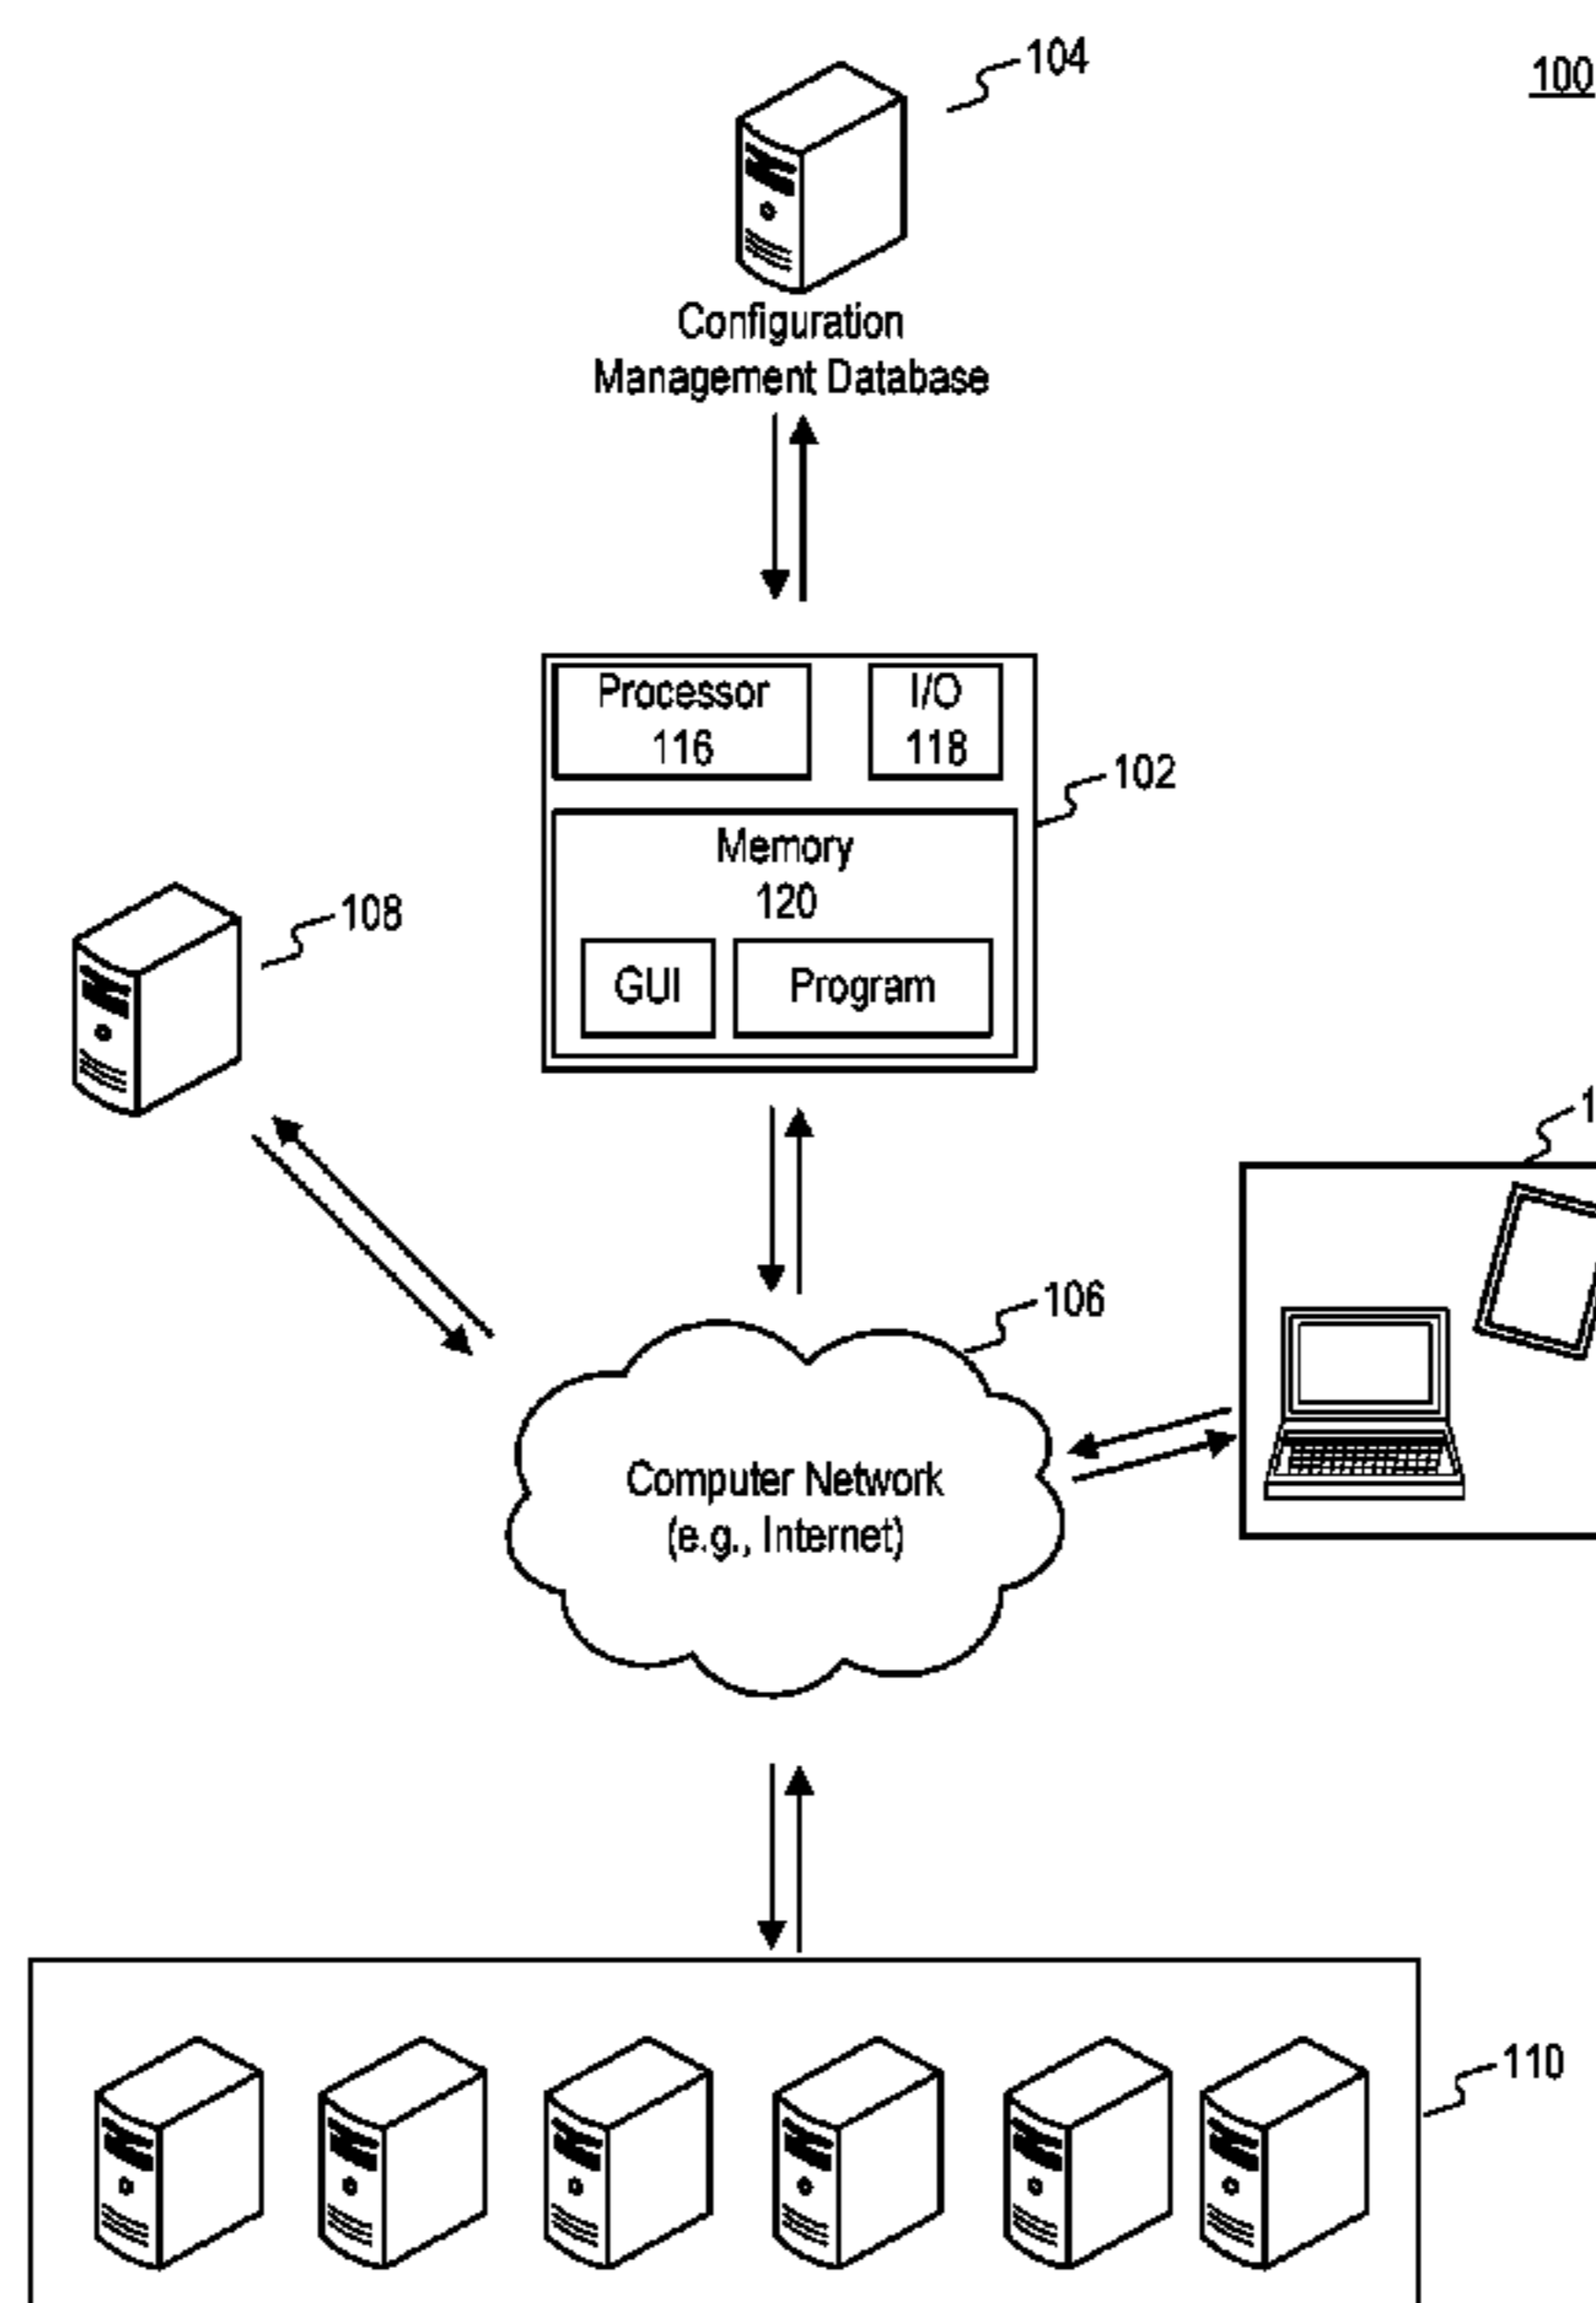 104
100
Configuration
Management Database
Processor
116
I/O
118
102
Memory
120
108
GUI
Program
106
Computer Network
(e.g., Internet)
110